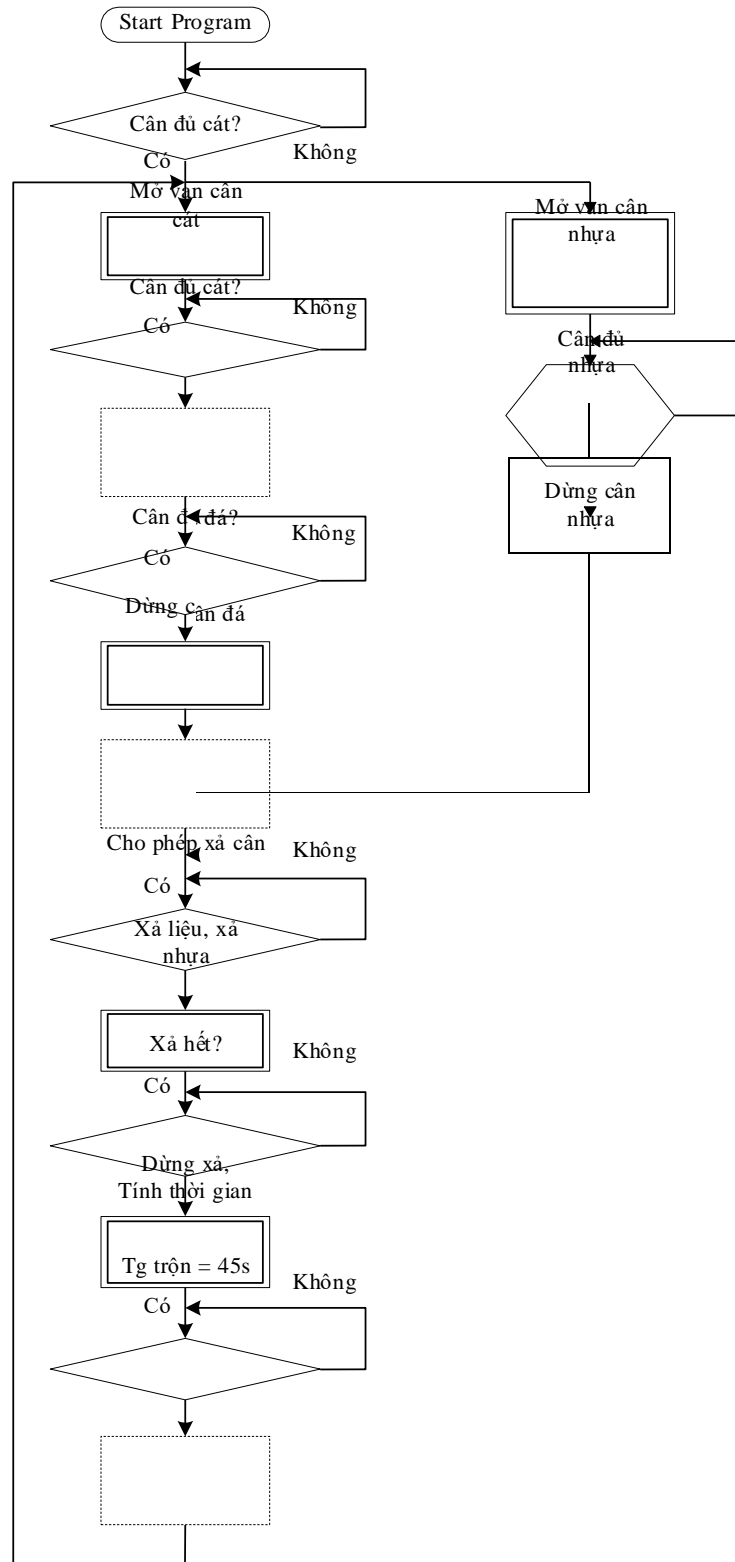 Start Program
Cân đủ cát?
Có
Không
Mở van cân
cát
Mở van cân
nhựa
Cân đủ cát?
Không
Có
Cân đủ
nhựa
Dừng cân
nhựa
Cân đủ đá?
Không
Có
Dừng cân đá
Cho phép xả cân
Không
Có
Xả liệu, xả
nhựa
Xả hết?
Không
Có
Dừng xả,
Tính thời gian
Tg trộn = 45s
Không
Có